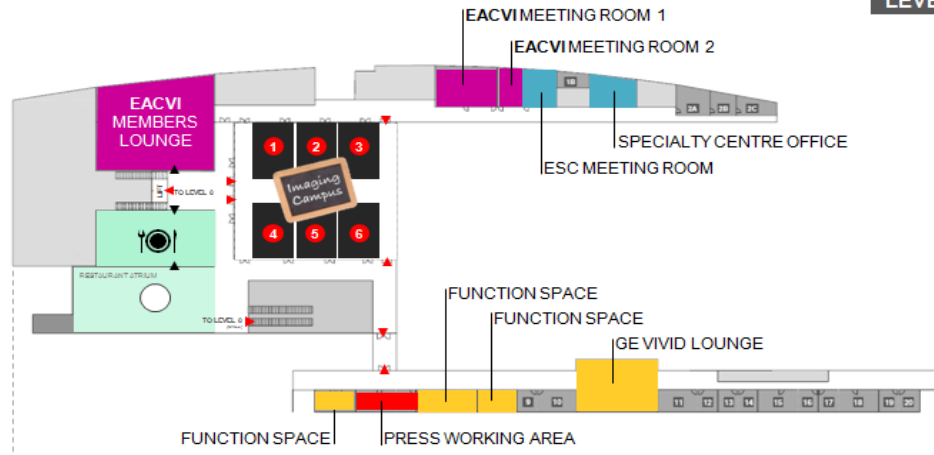 LEVE
EACVI MEETING ROOM 1
EACVI MEETING ROOM 2
1B
EACVI
MEMBERS
LOUNGE
2A
2B
2C
SPECIALTY CENTRE OFFICE
ESC MEETING ROOM
1
2
3
Imaging
Campus
4
5
6
LIFT
TO LEVEL 0
RESTAURANT ATRIUM
TO LEVEL 0
FUNCTION SPACE
FUNCTION SPACE
GE VIVID LOUNGE
9
10
11
12
13
14
15
16
17
18
19
20
FUNCTION SPACE
PRESS WORKING AREA